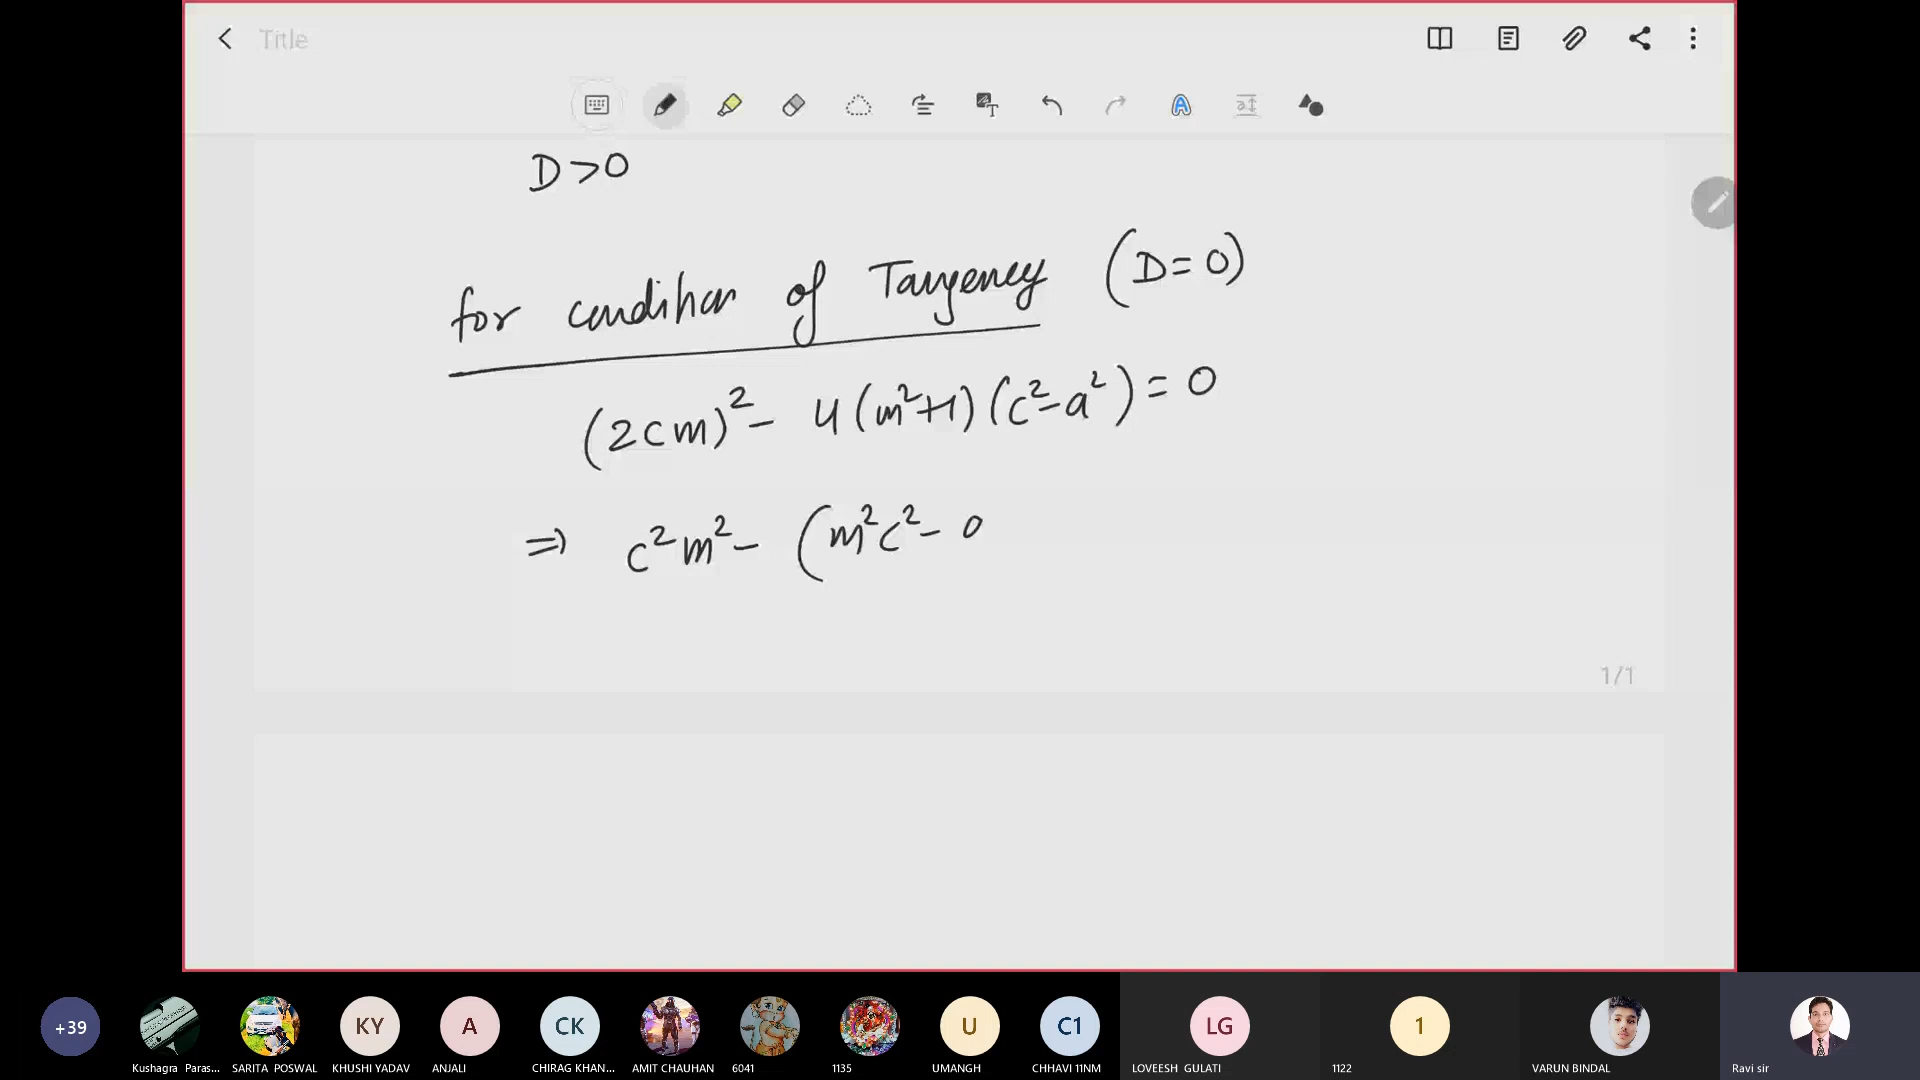 Title
D>0
for condition of Tangency (D=0)
(2cm)²- 4(m²+1)(c²-a²)=0
⇒ c²m²- (m²c²- 0
1/1
+39 KY A CK U C1 LG 1
Kushagra Paras... SARITA POSWAL KHUSHI YADAV ANJALI CHIRAG KHAN... AMIT CHAUHAN 6041 1135 UMANGH CHHAVI 11NM LOVEESH GULATI 1122 VARUN BINDAL Ravi sir